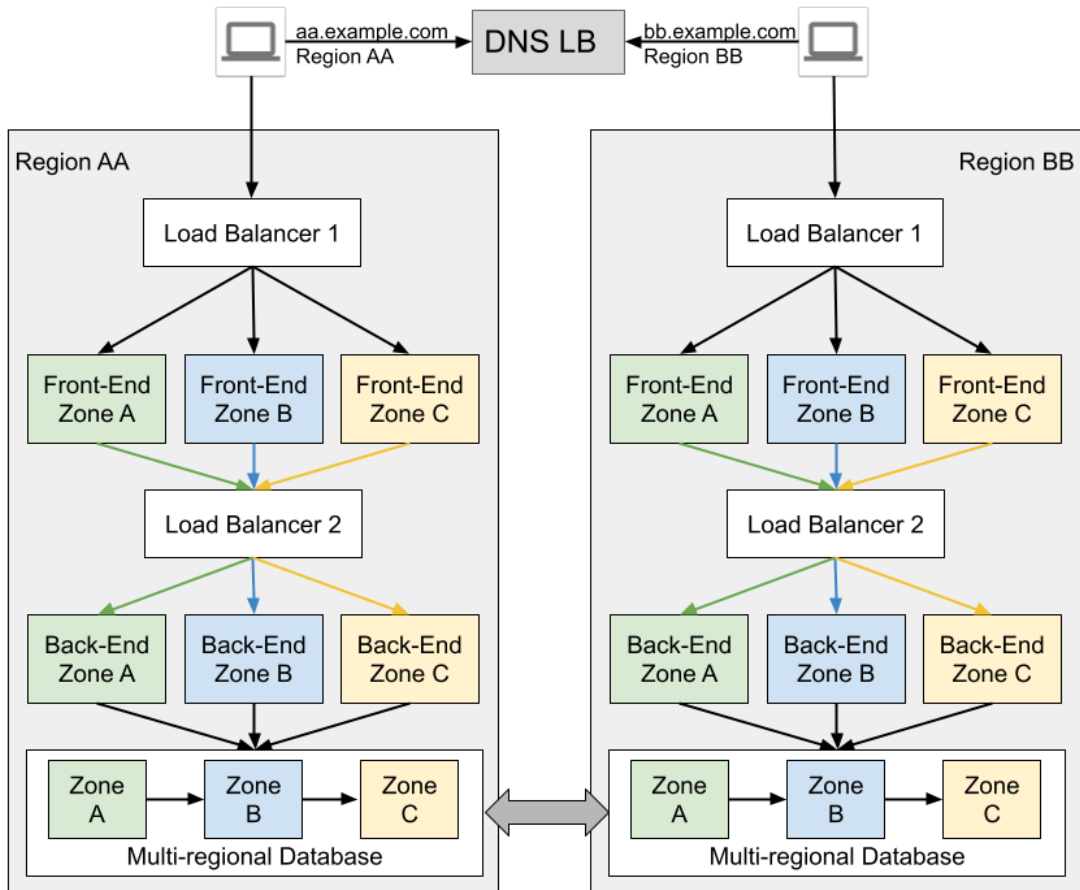 aa.example.com
Region AA
DNS LB
bb.example.com
Region BB
Region AA
Load Balancer 1
Front-End
Zone A
Front-End
Zone B
Front-End
Zone C
Load Balancer 2
Back-End
Zone A
Back-End
Zone B
Back-End
Zone C
Zone
A
Zone
B
Zone
C
Multi-regional Database
Region BB
Load Balancer 1
Front-End
Zone A
Front-End
Zone B
Front-End
Zone C
Load Balancer 2
Back-End
Zone A
Back-End
Zone B
Back-End
Zone C
Zone
A
Zone
B
Zone
C
Multi-regional Database